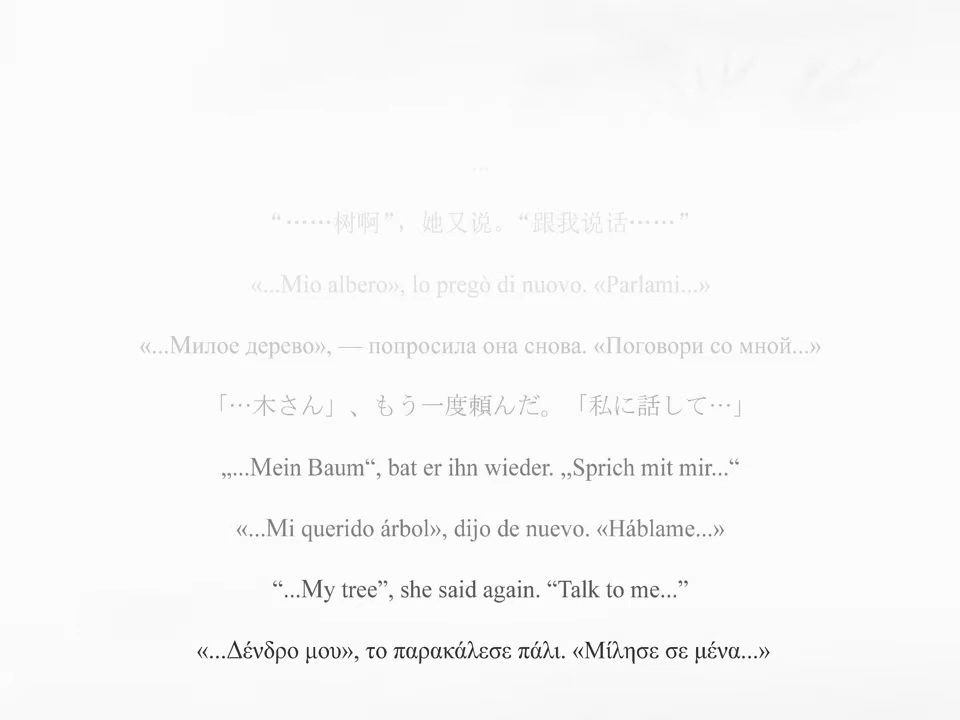 ...
“……树啊”，她又说。“跟我说话……”
«...Mio albero», lo pregò di nuovo. «Parlami...»
«...Милое дерево», — попросила она снова. «Поговори со мной...»
「…木さん」、もう一度頼んだ。「私に話して…」
„...Mein Baum“, bat er ihn wieder. ,,Sprich mit mir...“
«...Mi querido árbol», dijo de nuevo. «Háblame...»
“...My tree”, she said again. “Talk to me...”
«...Δένδρο μου», το παρακάλεσε πάλι. «Μίλησε σε μένα...»